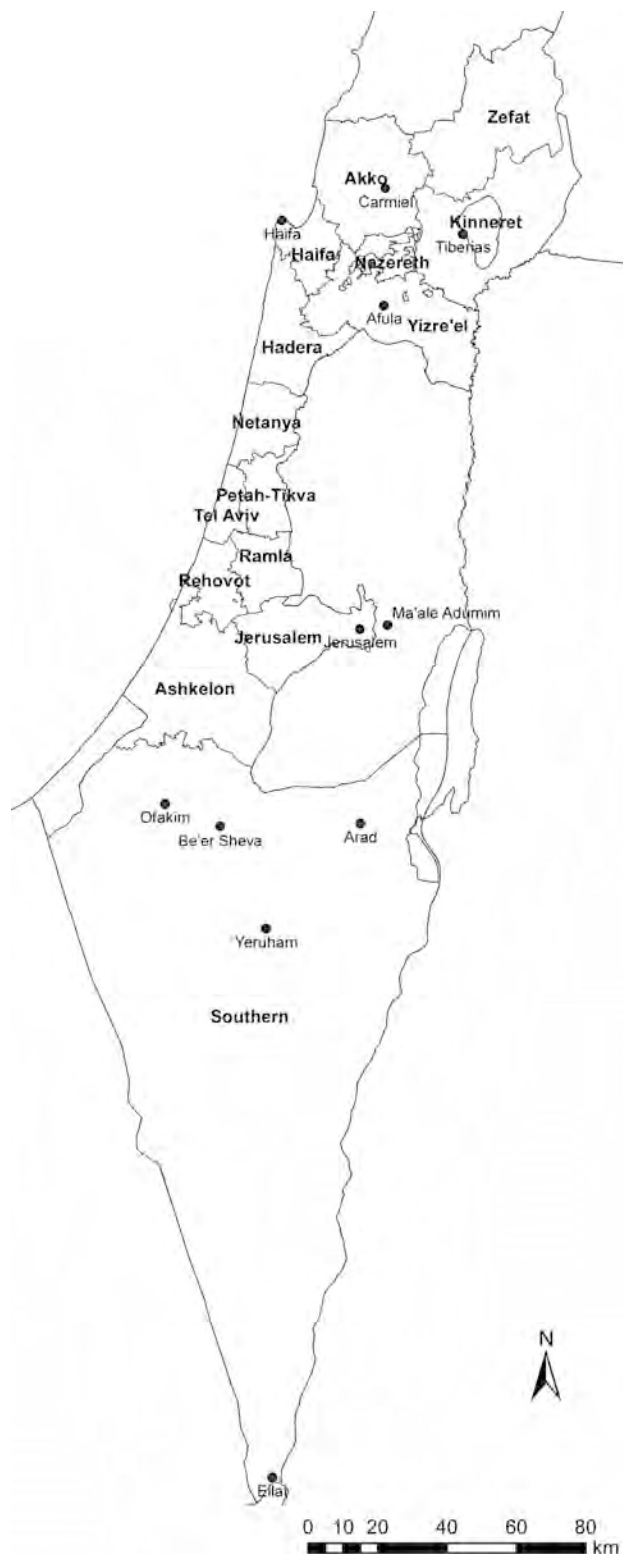 Zefat
Akko
Carmiel
Kinneret
Haifa
Tiberias
Haifa
Nazereth
Afula
Yizre'el
Hadera
Netanya
Petah-Tikva
Tel Aviv
Ramla
Rehovot
Ma'ale Adumim
Jerusalem
Jerusalem
Ashkelon
Ofakim
Be'er Sheva
Arad
Yeruham
Southern
N
Eilat
0 10 20 40 60 80
km